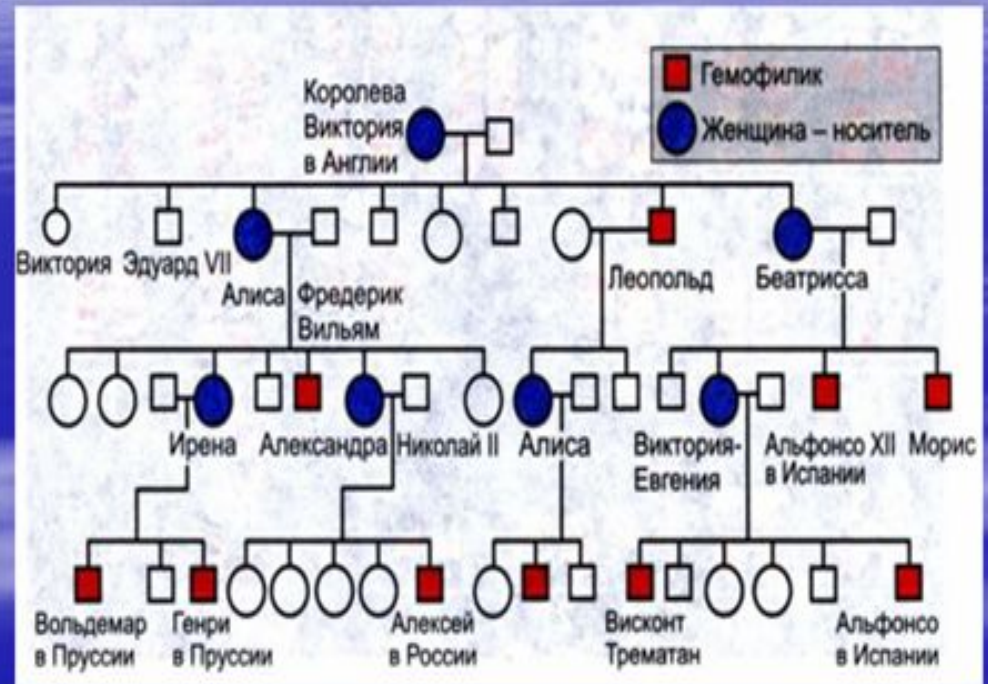 Гемофилик
Женщина – носитель
Королева
Виктория
в Англии
Виктория
Эдуард VII
Алиса
Фредерик
Вильям
Леопольд
Беатрисса
Ирена
Александра
Николай II
Алиса
Виктория-
Евгения
Альфонсо XII
в Испании
Морис
Вольдемар
в Пруссии
Генри
в Пруссии
Алексей
в России
Висконт
Трематан
Альфонсо
в Испании